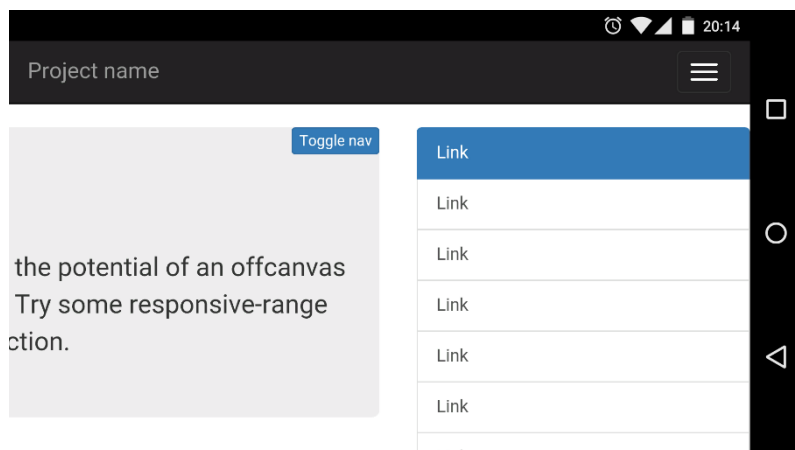 20:14
Project name
Toggle nav
Link
Link
Link
Link
Link
Link
the potential of an offcanvas
Try some responsive-range
ction.